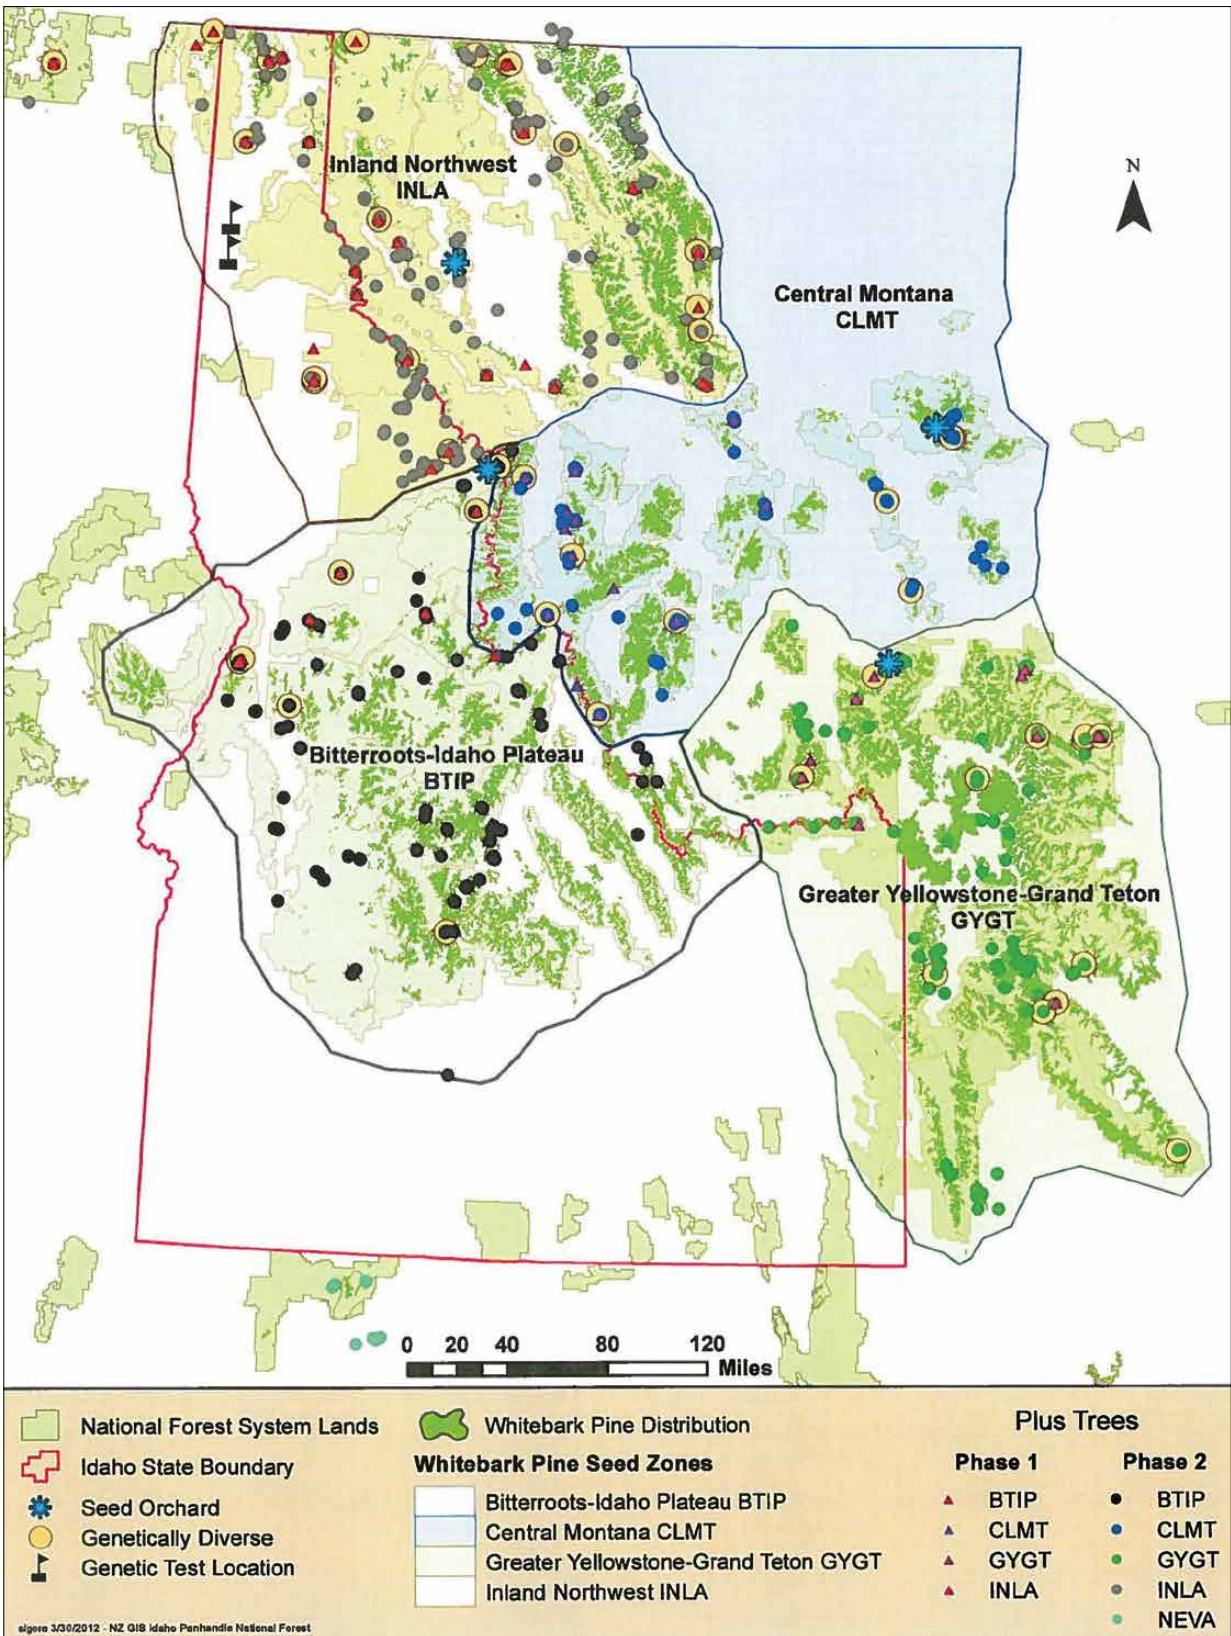 N
Inland Northwest
INLA
Central Montana
CLMT
Bitterroots-Idaho Plateau
BTIP
Greater Yellowstone-Grand Teton
GYGT
0 20 40 80 120
Miles
National Forest System Lands
Idaho State Boundary
Seed Orchard
Genetically Diverse
Genetic Test Location
Whitebark Pine Distribution
Whitebark Pine Seed Zones
Bitterroots-Idaho Plateau BTIP
Central Montana CLMT
Greater Yellowstone-Grand Teton GYGT
Inland Northwest INLA
Plus Trees
Phase 1 Phase 2
BTIP BTIP
CLMT CLMT
GYGT GYGT
INLA INLA
NEVA
3/30/2012 - NZ GIS Idaho Panhandle National Forest